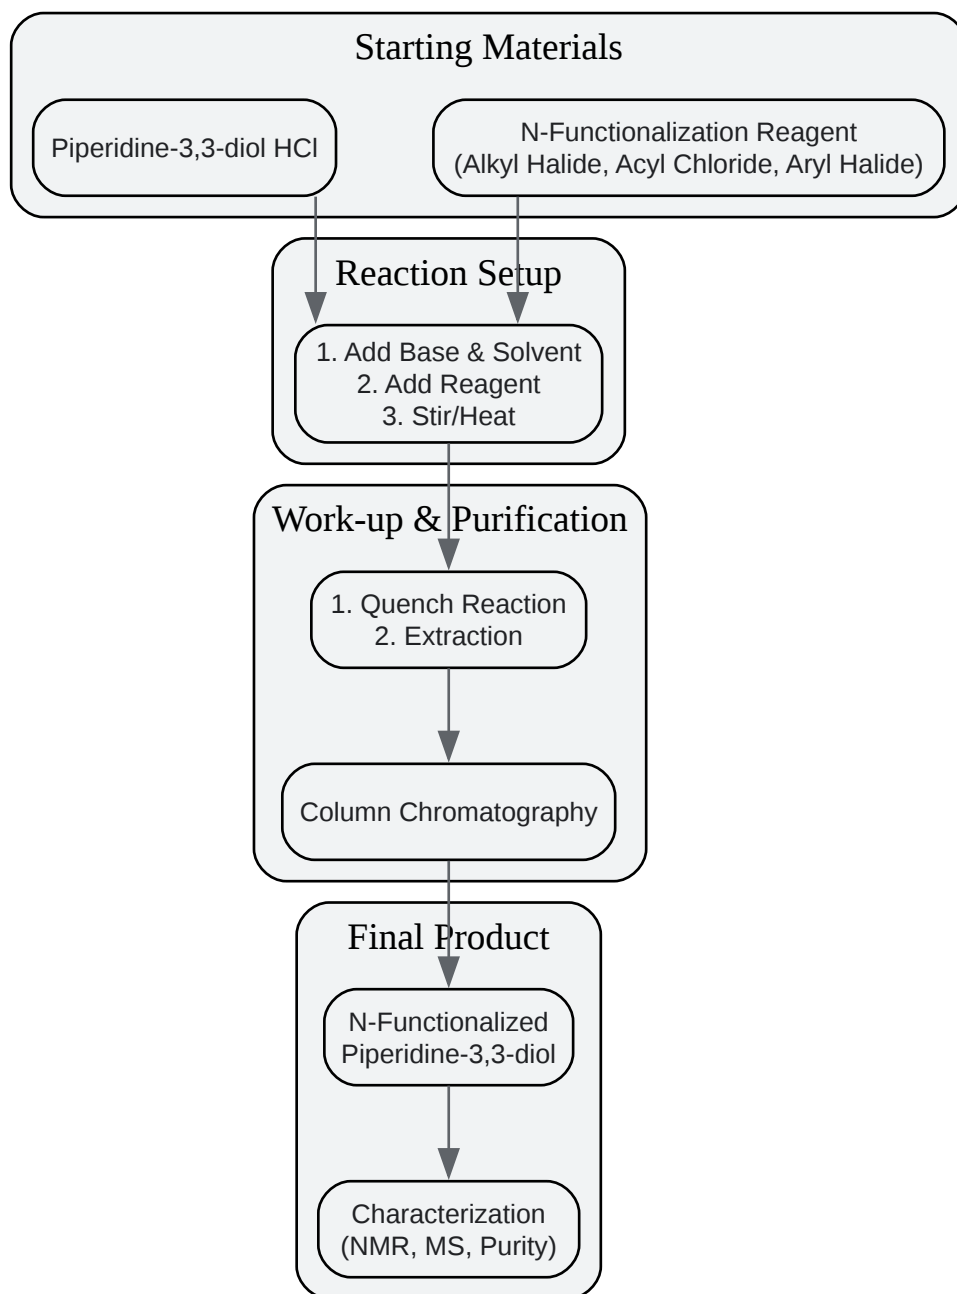 Starting Materials
Piperidine-3,3-diol HCl
N-Functionalization Reagent
(Alkyl Halide, Acyl Chloride, Aryl Halide)
Reaction Setup
1. Add Base & Solvent
2. Add Reagent
3. Stir/Heat
Work-up & Purification
1. Quench Reaction
2. Extraction
Column Chromatography
Final Product
N-Functionalized
Piperidine-3,3-diol
Characterization
(NMR, MS, Purity)